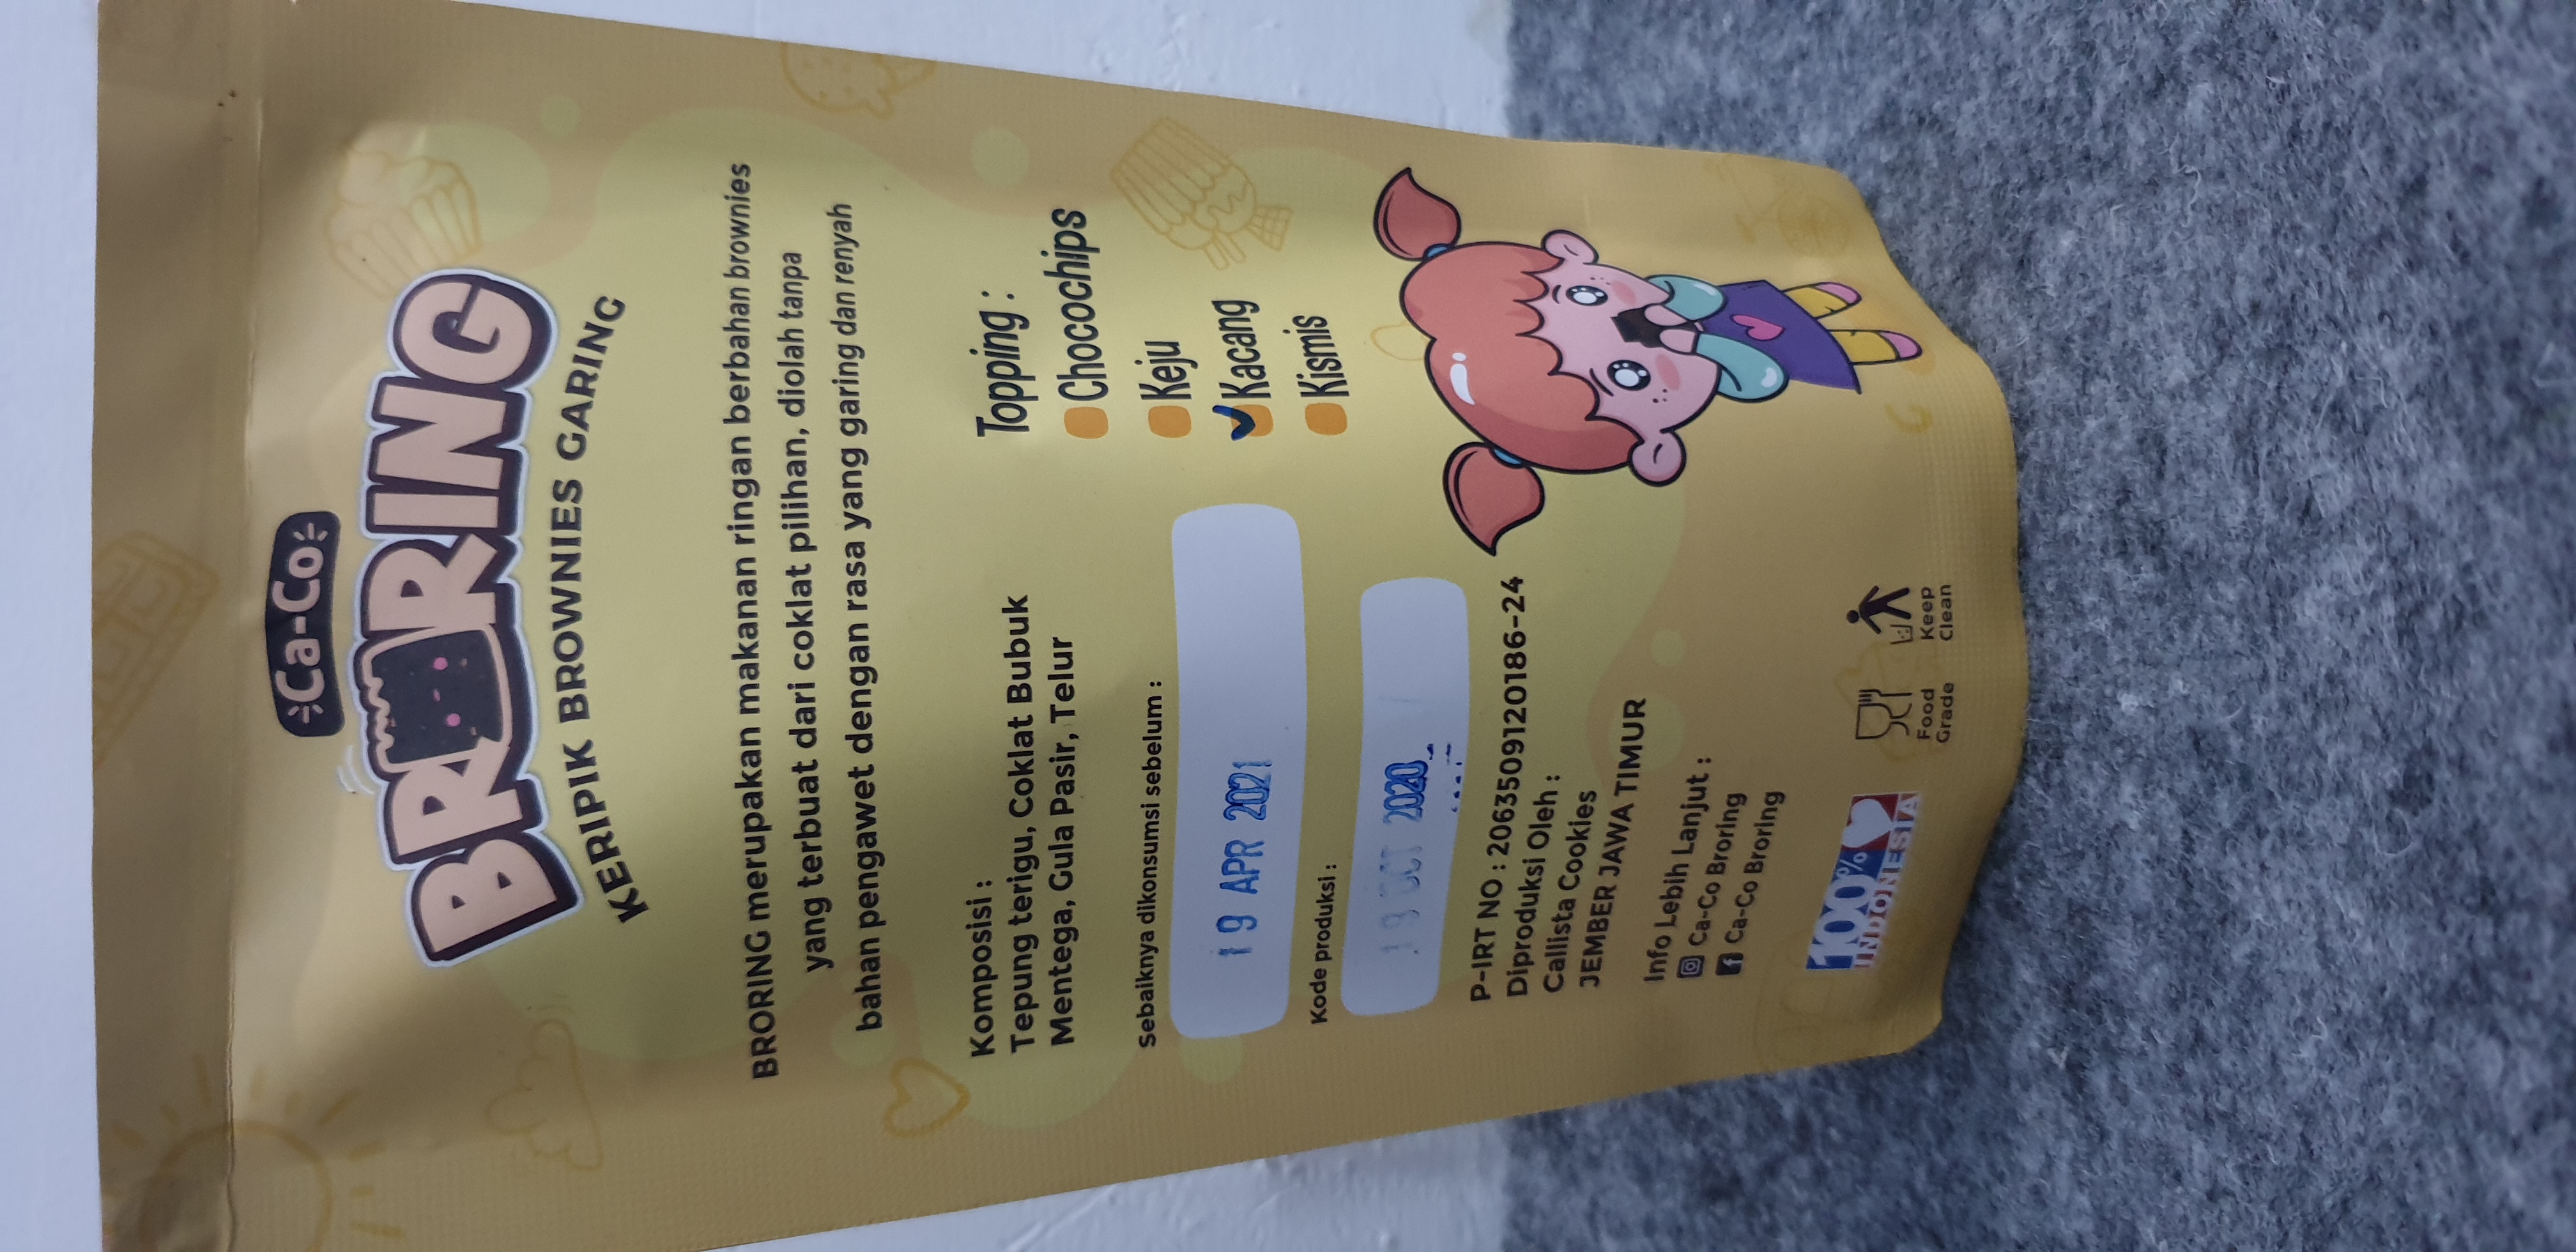 Ca-Co
BRORING
KERIPIK BROWNIES GARING
BRORING merupakan makanan ringan berbahan brownies
yang terbuat dari coklat pilihan, diolah tanpa
bahan pengawet dengan rasa yang garing dan renyah
Komposisi :
Tepung terigu, Coklat Bubuk
Mentega, Gula Pasir, Telur
Sebaiknya dikonsumsi sebelum :
19 APR 2021
Kode produksi :
OCT 2020
P-IRT NO : 2063509120186-24
Diproduksi Oleh :
Callista Cookies
JEMBER JAWA TIMUR
Info Lebih Lanjut :
Ca-Co Broring
Ca-Co Broring
Topping :
Chocochips
Keju
Kacang
Kismis
100%
INDONESIA
Food
Grade
Keep
Clean